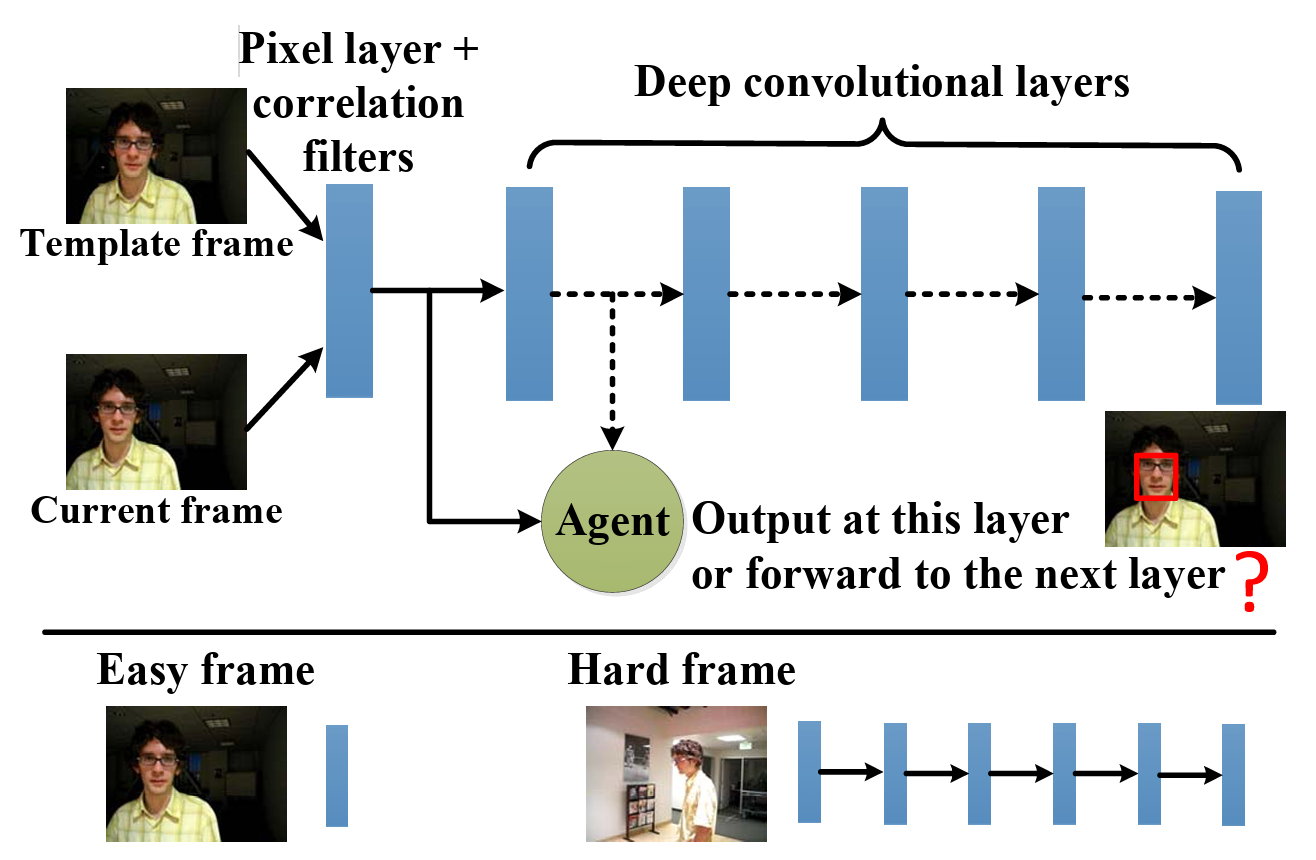 Pixel layer +
correlation
filters
Deep convolutional layers
Template frame
Current frame
Agent
Output at this layer
or forward to the next layer ?
Easy frame
Hard frame